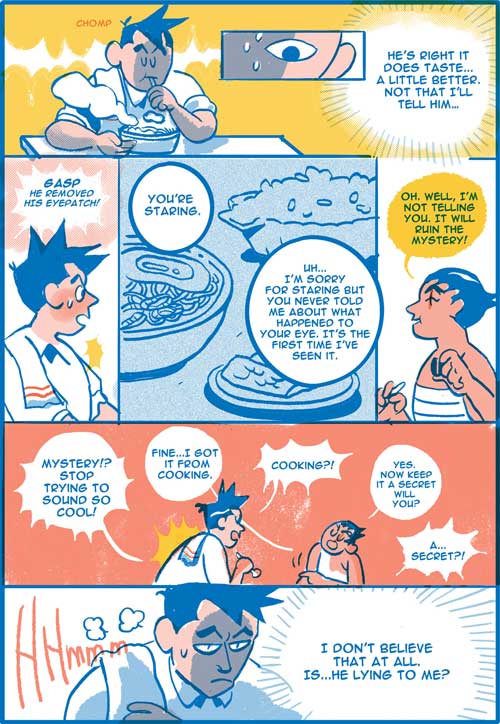 CHOMP
HE'S RIGHT IT
DOES TASTE...
A LITTLE BETTER.
NOT THAT I'LL
TELL HIM...
GASP
HE REMOVED
HIS EYEPATCH!
YOU'RE
STARING.
UH...
I'M SORRY
FOR STARING BUT
YOU NEVER TOLD
ME ABOUT WHAT
HAPPENED TO
YOUR EYE. IT'S THE
FIRST TIME I'VE
SEEN IT.
OH. WELL, I'M
NOT TELLING
YOU. IT WILL
RUIN THE
MYSTERY!
MYSTERY!?
STOP
TRYING TO
SOUND SO
COOL!
FINE...I GOT
IT FROM
COOKING.
COOKING?!
YES.
NOW KEEP
IT A SECRET
WILL
YOU?
A...
SECRET?!
HHmmm
I DON'T BELIEVE
THAT AT ALL.
IS...HE LYING TO ME?